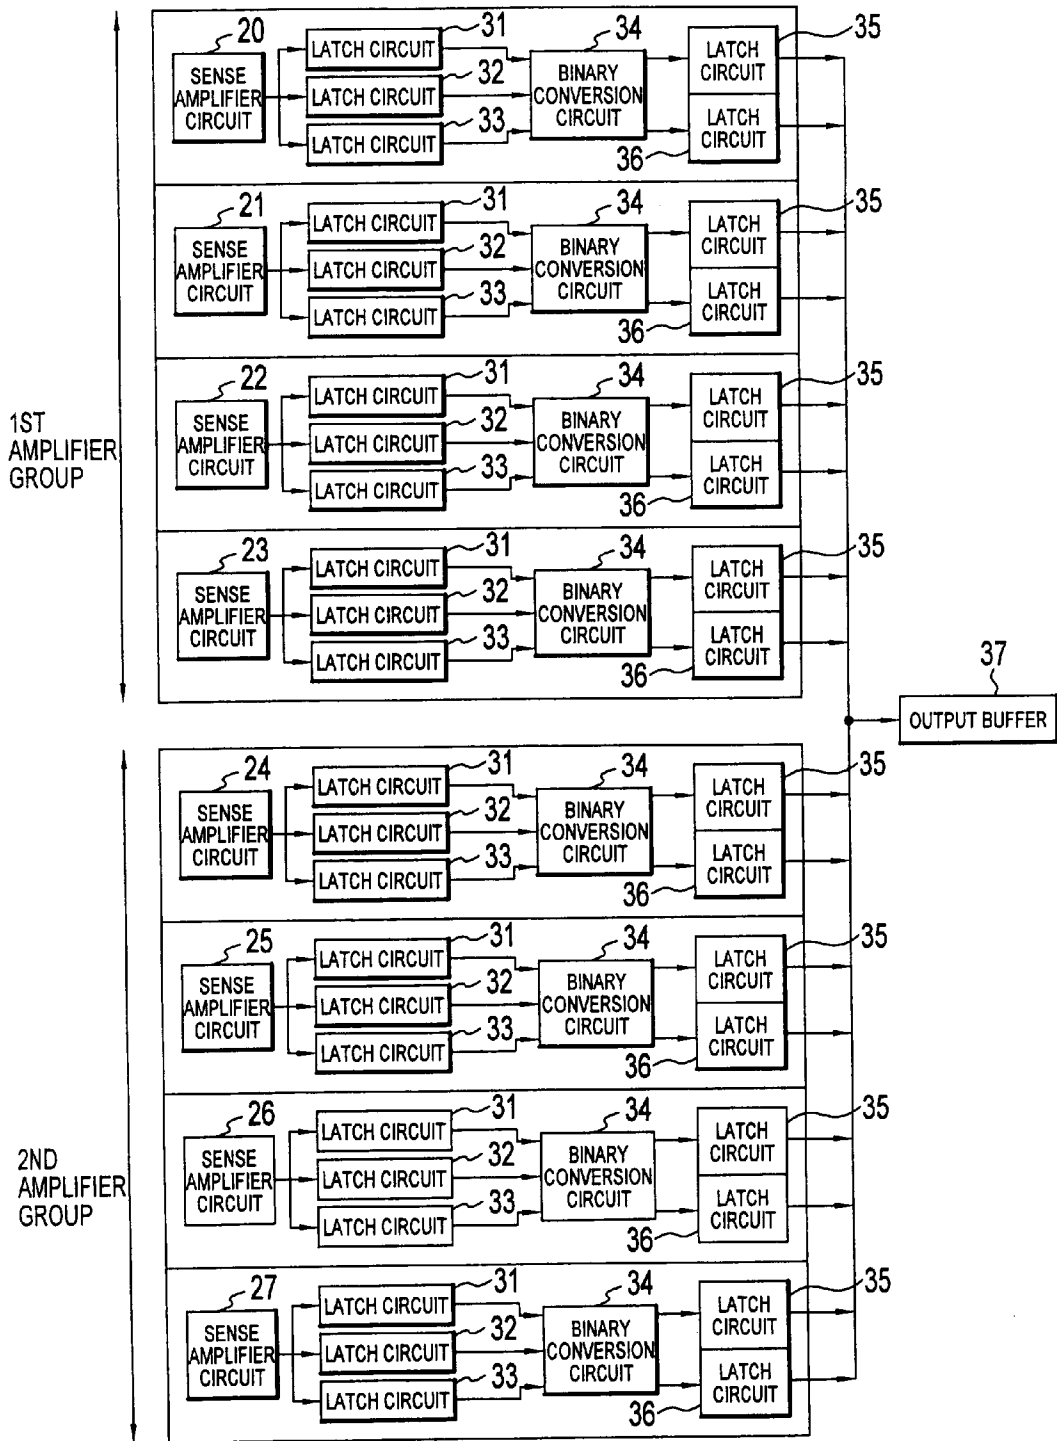 20
SENSE
AMPLIFIER
CIRCUIT
31
LATCH CIRCUIT
32
LATCH CIRCUIT
33
LATCH CIRCUIT
34
BINARY
CONVERSION
CIRCUIT
35
LATCH
CIRCUIT
LATCH
CIRCUIT
36
21
SENSE
AMPLIFIER
CIRCUIT
31
LATCH CIRCUIT
32
LATCH CIRCUIT
33
LATCH CIRCUIT
34
BINARY
CONVERSION
CIRCUIT
35
LATCH
CIRCUIT
LATCH
CIRCUIT
36
1ST
AMPLIFIER
GROUP
22
SENSE
AMPLIFIER
CIRCUIT
31
LATCH CIRCUIT
32
LATCH CIRCUIT
33
LATCH CIRCUIT
34
BINARY
CONVERSION
CIRCUIT
35
LATCH
CIRCUIT
LATCH
CIRCUIT
36
23
SENSE
AMPLIFIER
CIRCUIT
31
LATCH CIRCUIT
32
LATCH CIRCUIT
33
LATCH CIRCUIT
34
BINARY
CONVERSION
CIRCUIT
35
LATCH
CIRCUIT
LATCH
CIRCUIT
36
37
OUTPUT BUFFER
24
SENSE
AMPLIFIER
CIRCUIT
31
LATCH CIRCUIT
32
LATCH CIRCUIT
33
LATCH CIRCUIT
34
BINARY
CONVERSION
CIRCUIT
35
LATCH
CIRCUIT
LATCH
CIRCUIT
36
25
SENSE
AMPLIFIER
CIRCUIT
31
LATCH CIRCUIT
32
LATCH CIRCUIT
33
LATCH CIRCUIT
34
BINARY
CONVERSION
CIRCUIT
35
LATCH
CIRCUIT
LATCH
CIRCUIT
36
2ND
AMPLIFIER
GROUP
26
SENSE
AMPLIFIER
CIRCUIT
31
LATCH CIRCUIT
32
LATCH CIRCUIT
33
LATCH CIRCUIT
34
BINARY
CONVERSION
CIRCUIT
35
LATCH
CIRCUIT
LATCH
CIRCUIT
36
27
SENSE
AMPLIFIER
CIRCUIT
31
LATCH CIRCUIT
32
LATCH CIRCUIT
33
LATCH CIRCUIT
34
BINARY
CONVERSION
CIRCUIT
35
LATCH
CIRCUIT
LATCH
CIRCUIT
36